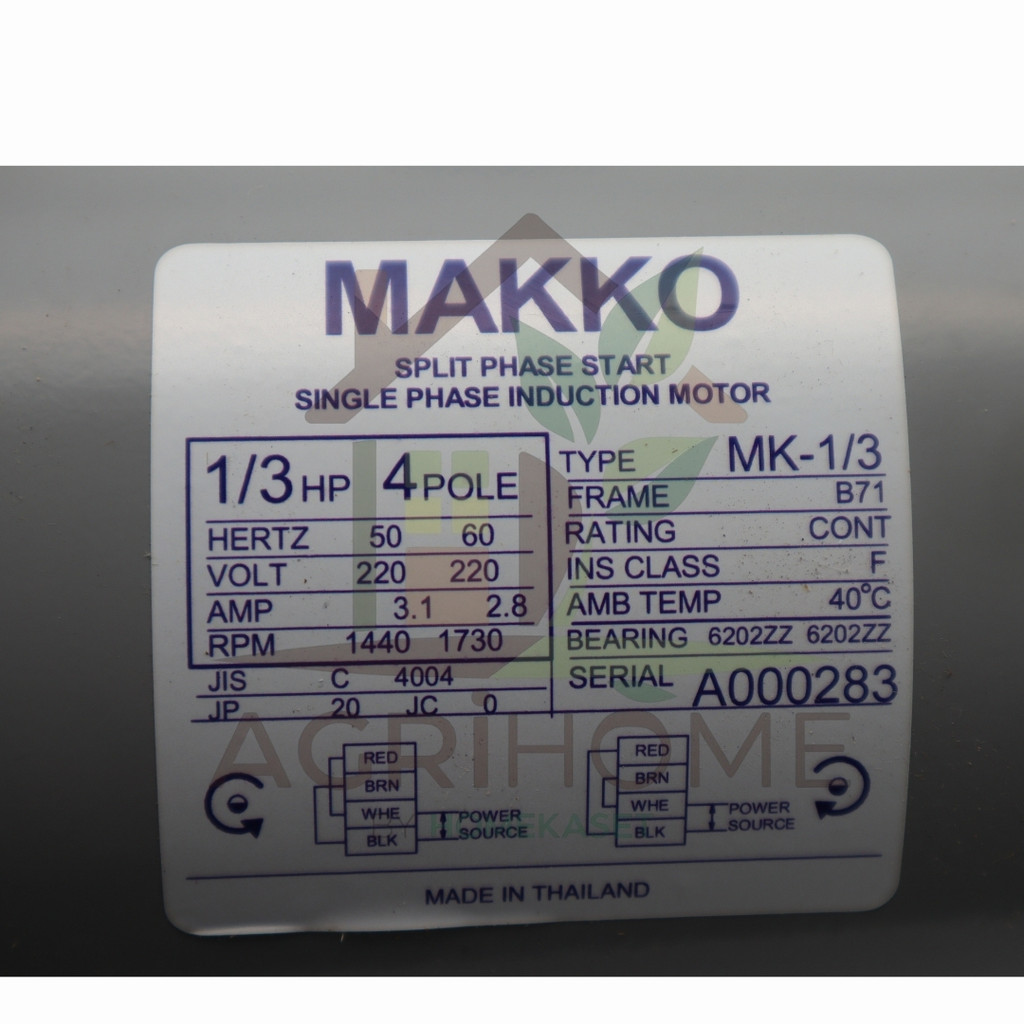 MAKKO
SPLIT PHASE START
SINGLE PHASE INDUCTION MOTOR
1/3 HP 4 POLE
HERTZ 50 60
VOLT 220 220
AMP 3.1 2.8
RPM 1440 1730
JIS C 4004
JP 20 JC 0
TYPE MK-1/3
FRAME B71
RATING CONT
INS CLASS F
AMB TEMP 40°C
BEARING 6202ZZ 6202ZZ
SERIAL A000283
AGRIHOME
BY HOMEKASET
RED
BRN
WHE
BLK
POWER
SOURCE
RED
BRN
WHE
BLK
POWER
SOURCE
MADE IN THAILAND